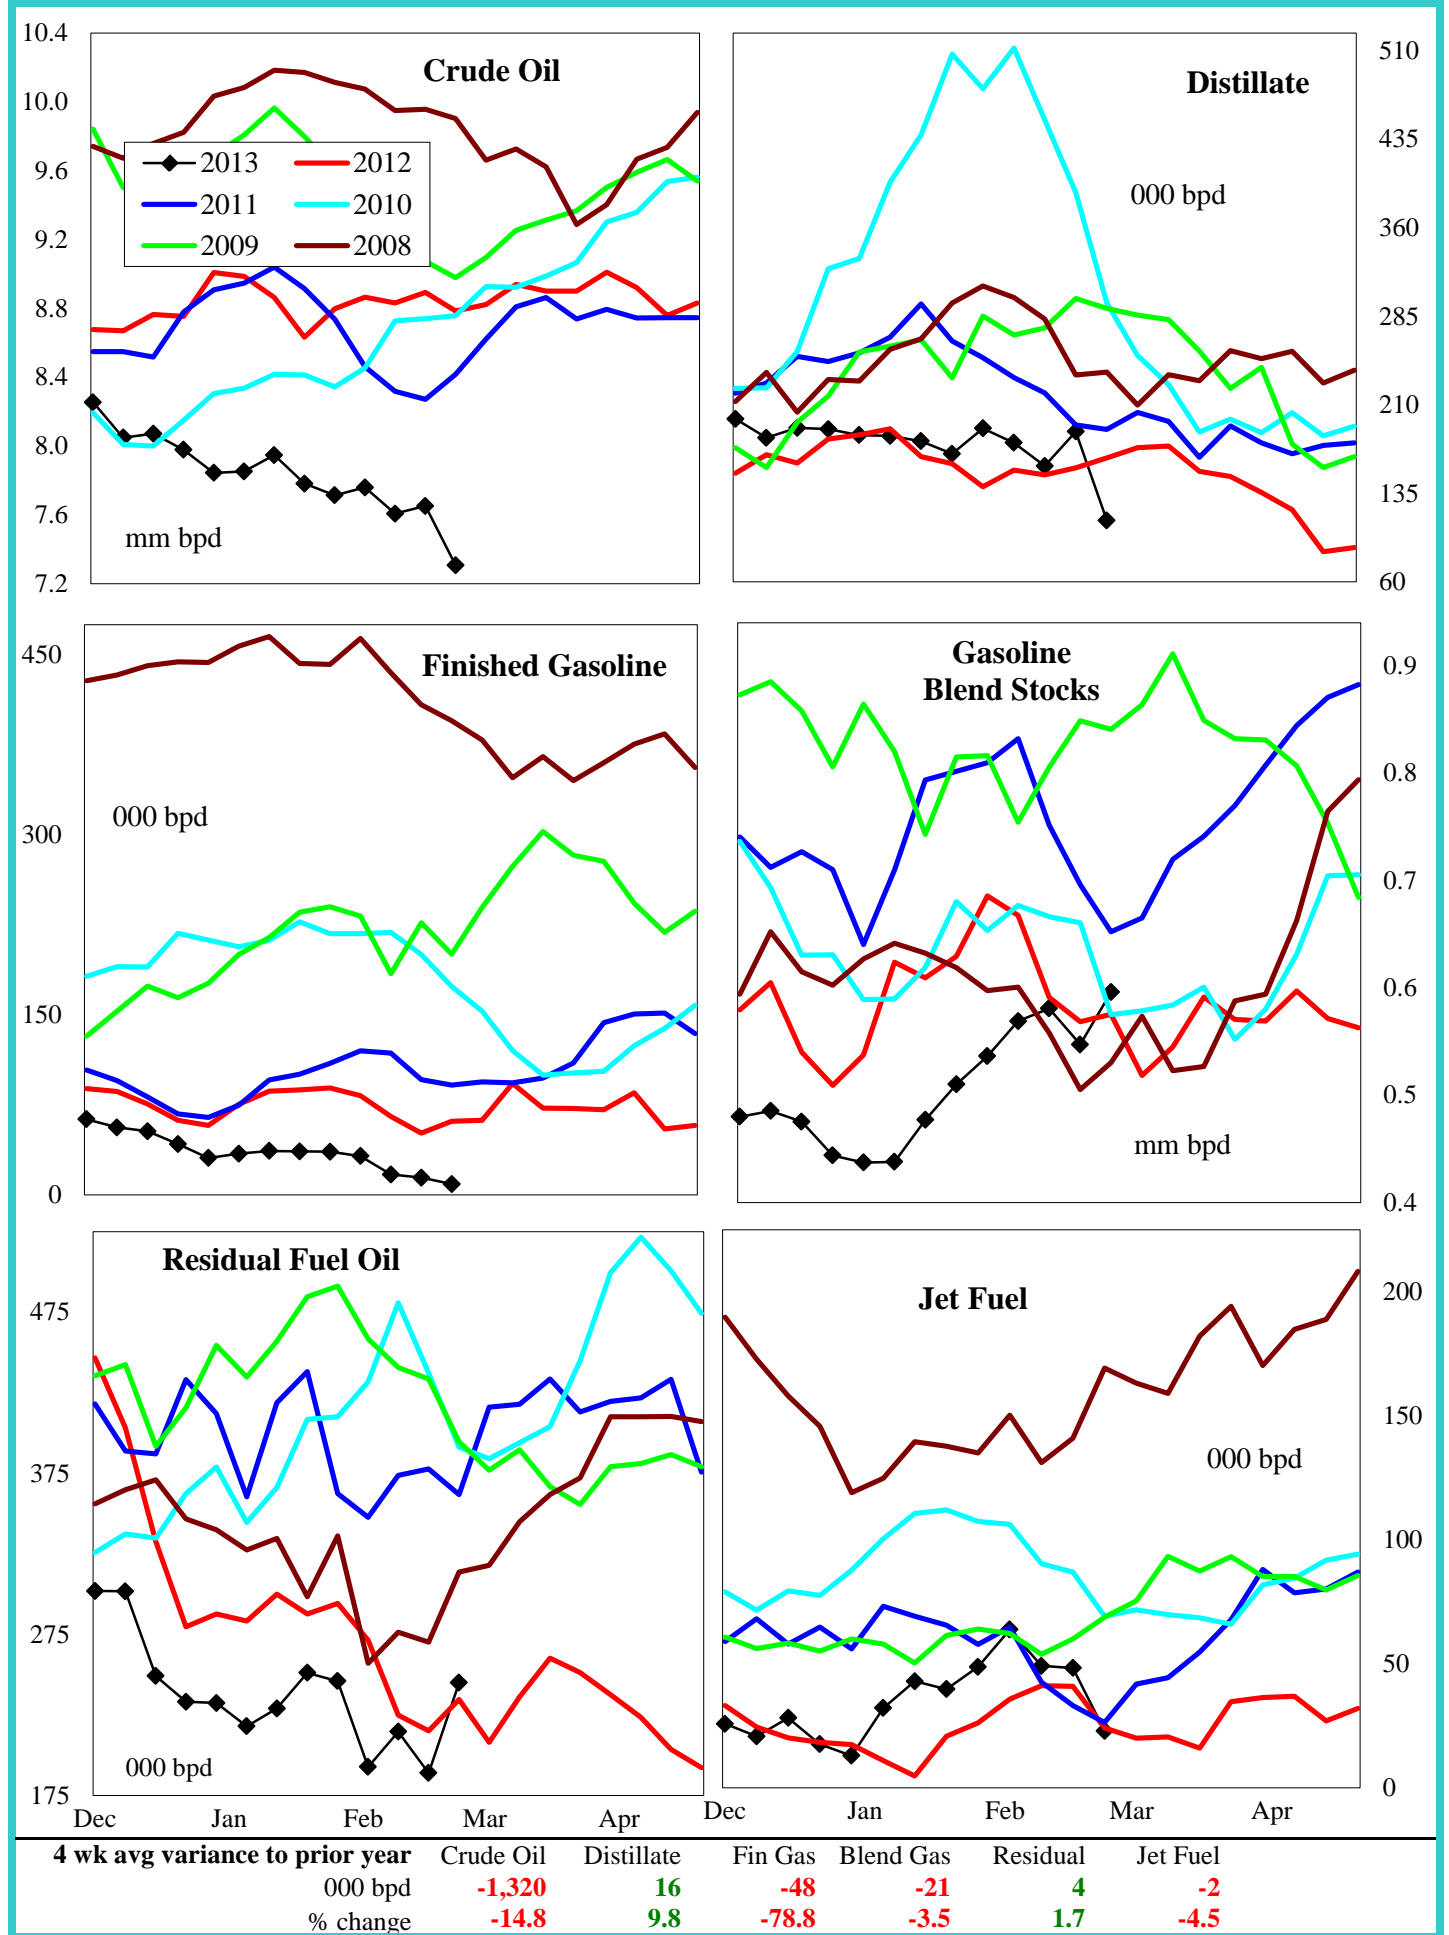 Crude Oil
10.4
10.0
9.6
9.2
8.8
8.4
8.0
7.6
7.2
2013 2012
2011 2010
2009 2008
mm bpd
Distillate
000 bpd
510
435
360
285
210
135
60
Finished Gasoline
450
300
150
0
000 bpd
Gasoline
Blend Stocks
0.9
0.8
0.7
0.6
0.5
0.4
mm bpd
Residual Fuel Oil
475
375
275
175
000 bpd
Dec Jan Feb Mar Apr
Jet Fuel
200
150
100
50
0
000 bpd
Dec Jan Feb Mar Apr
4 wk avg variance to prior year Crude Oil Distillate Fin Gas Blend Gas Residual Jet Fuel
000 bpd -1,320 16 -48 -21 4 -2
% change -14.8 9.8 -78.8 -3.5 1.7 -4.5